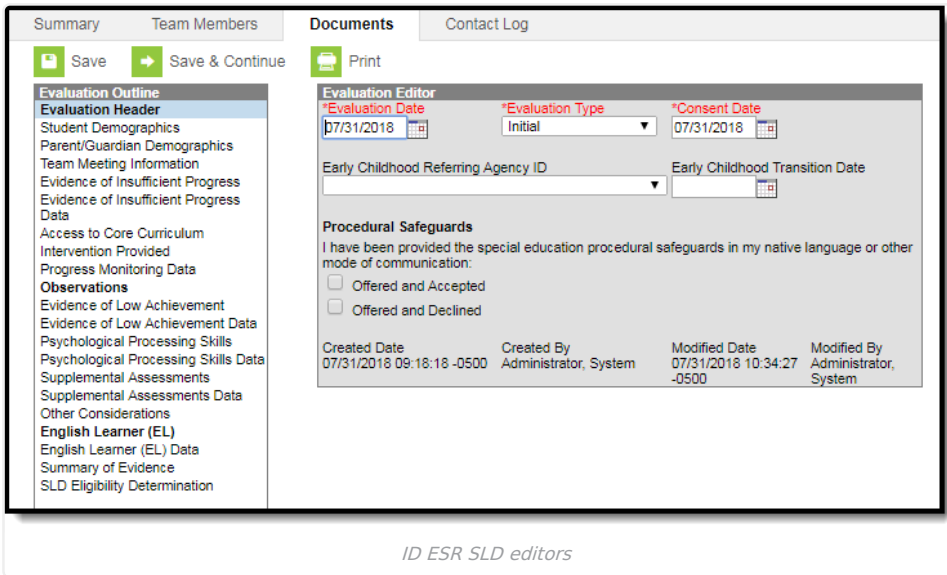 Summary Team Members Documents Contact Log
Save Save & Continue Print
Evaluation Outline
Evaluation Header
Student Demographics
Parent/Guardian Demographics
Team Meeting Information
Evidence of Insufficient Progress
Evidence of Insufficient Progress
Data
Access to Core Curriculum
Intervention Provided
Progress Monitoring Data
Observations
Evidence of Low Achievement
Evidence of Low Achievement Data
Psychological Processing Skills
Psychological Processing Skills Data
Supplemental Assessments
Supplemental Assessments Data
Other Considerations
English Learner (EL)
English Learner (EL) Data
Summary of Evidence
SLD Eligibility Determination
Evaluation Editor
*Evaluation Date *Evaluation Type *Consent Date
07/31/2018 Initial 07/31/2018
Early Childhood Referring Agency ID Early Childhood Transition Date
Procedural Safeguards
I have been provided the special education procedural safeguards in my native language or other
mode of communication:
Offered and Accepted
Offered and Declined
Created Date Created By Modified Date Modified By
07/31/2018 09:18:18 -0500 Administrator, System 07/31/2018 10:34:27 Administrator,
-0500 System
ID ESR SLD editors